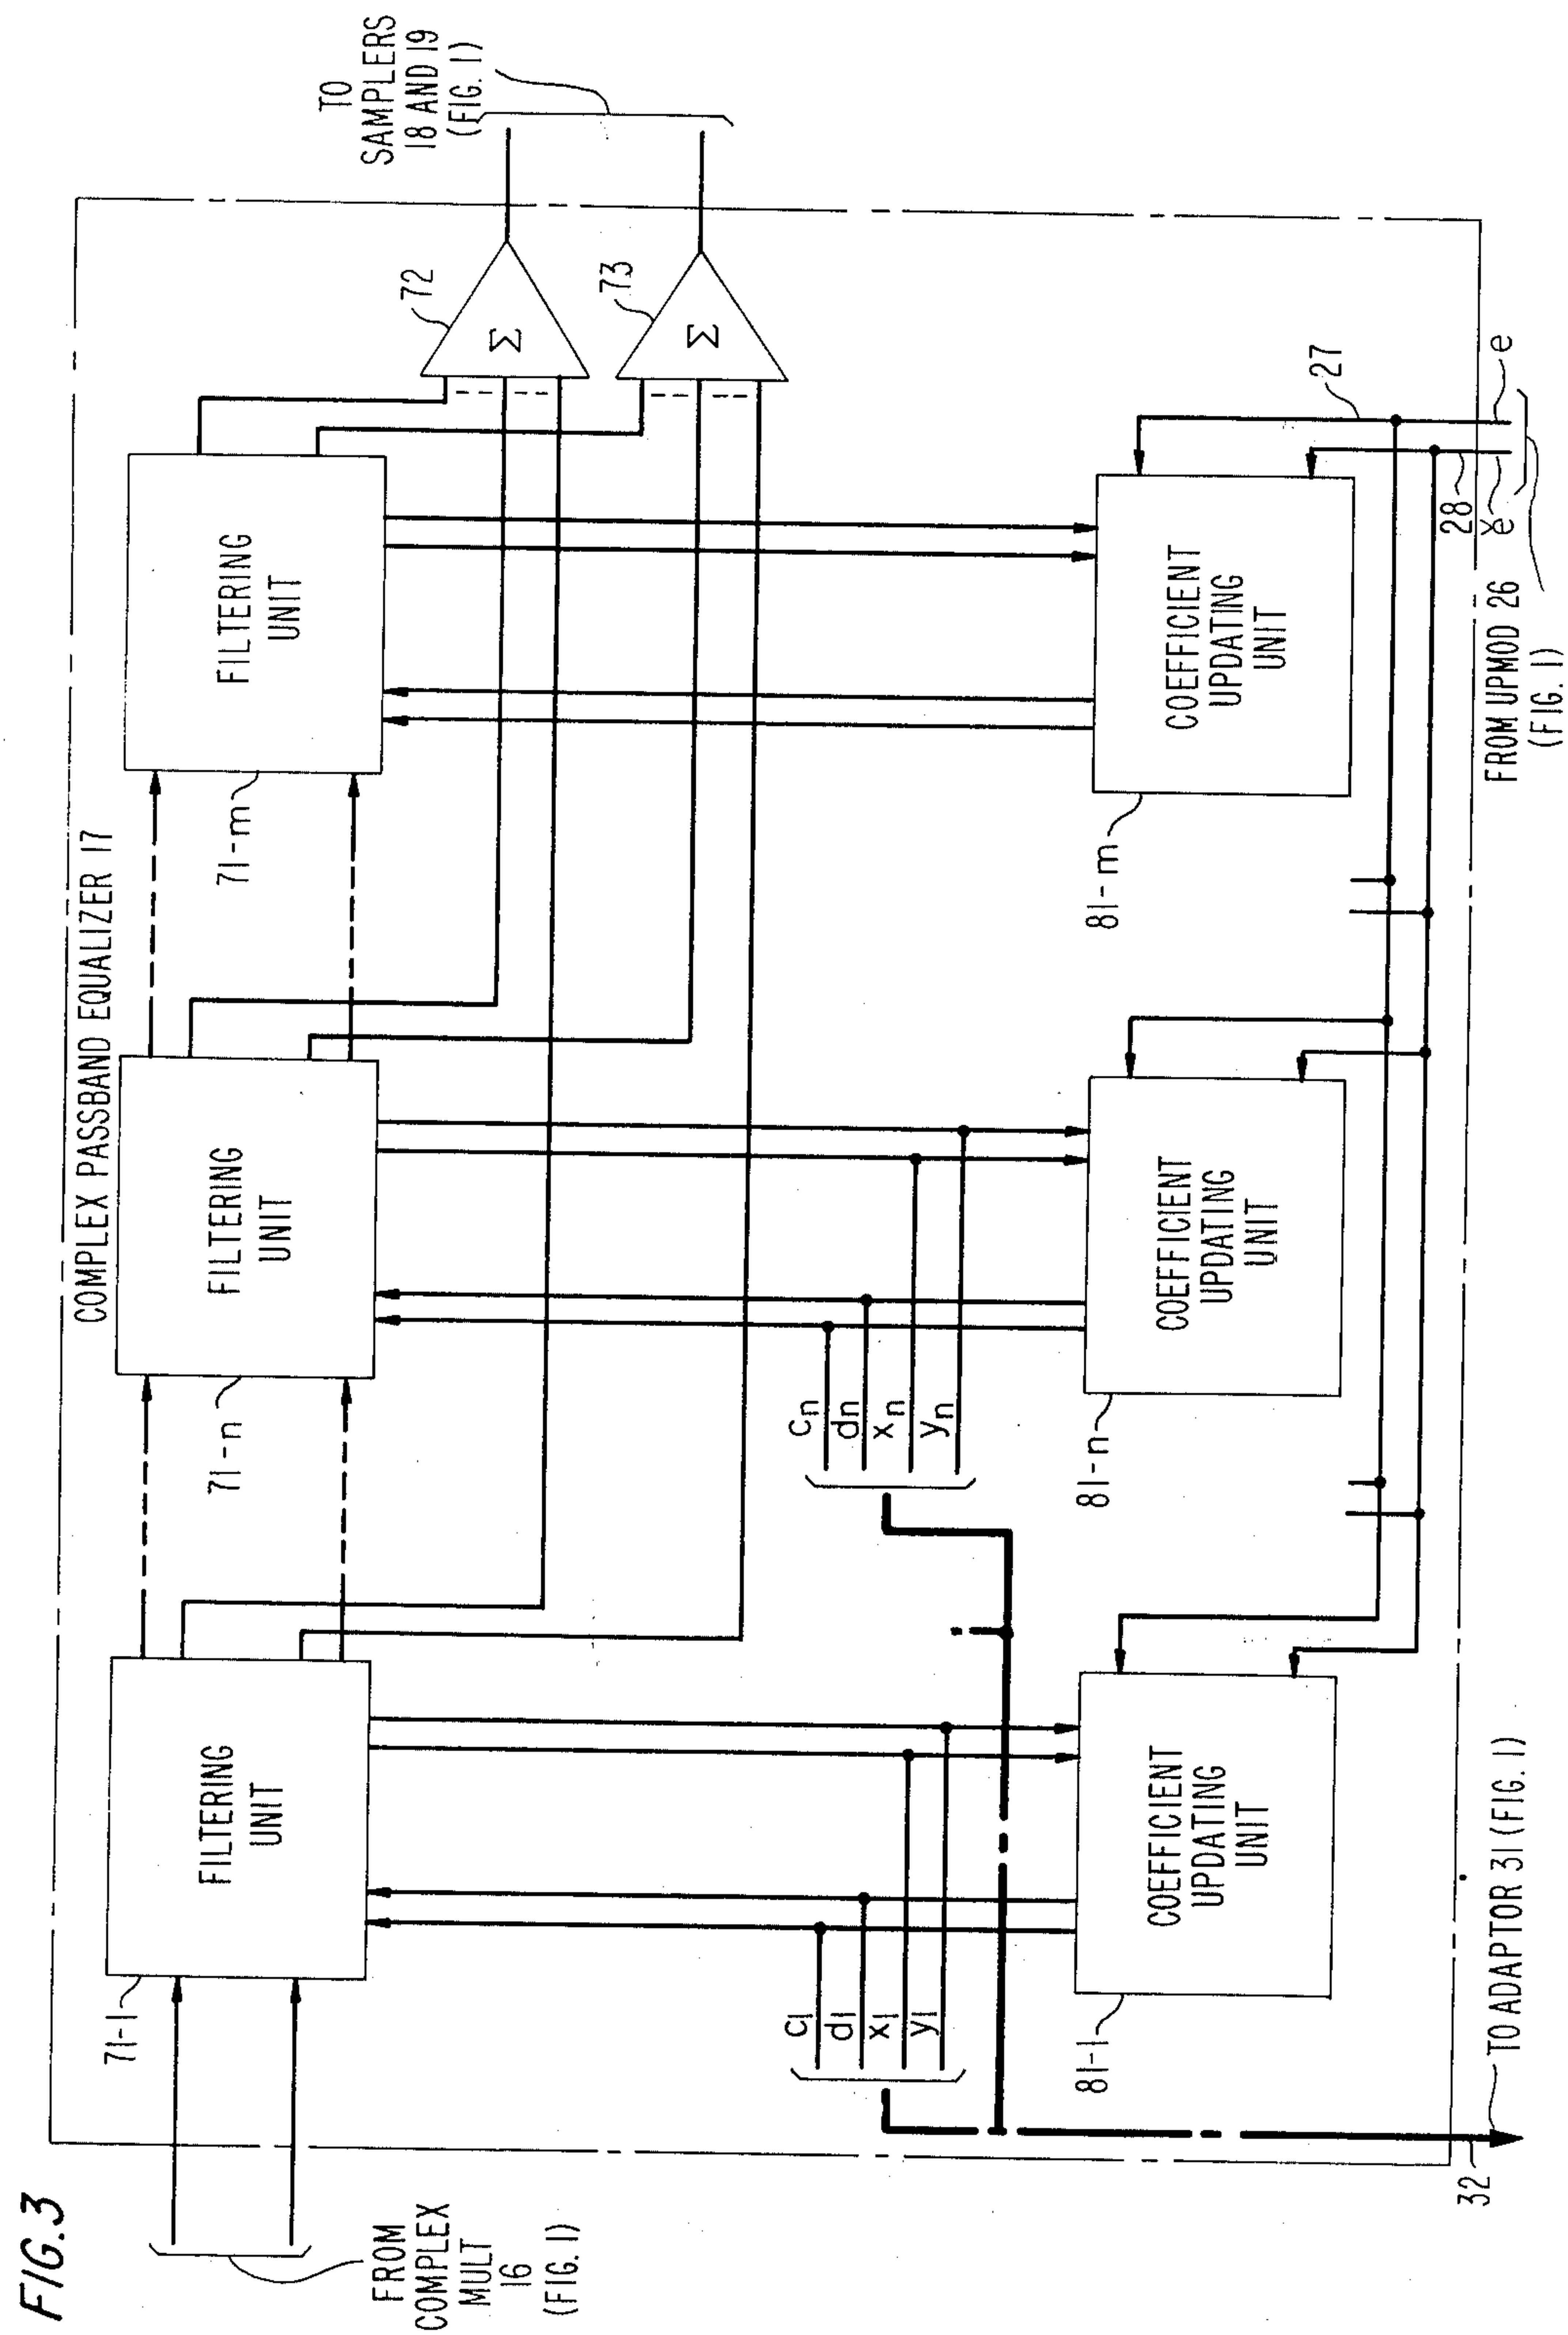 FIG.3
COMPLEX PASSBAND EQUALIZER 17
FROM
COMPLEX
MULT
16
(FIG. 1)
71-1
FILTERING
UNIT
71-n
FILTERING
UNIT
71-m
FILTERING
UNIT
72
Σ
73
Σ
TO
SAMPLERS
18 AND 19
(FIG. 1)
c1
d1
x1
y1
cn
dn
xn
yn
81-1
COEFFICIENT
UPDATING
UNIT
81-n
COEFFICIENT
UPDATING
UNIT
81-m
COEFFICIENT
UPDATING
UNIT
27
28
ě
e
32
TO ADAPTOR 31 (FIG. 1)
FROM UPMOD 26
(FIG. 1)